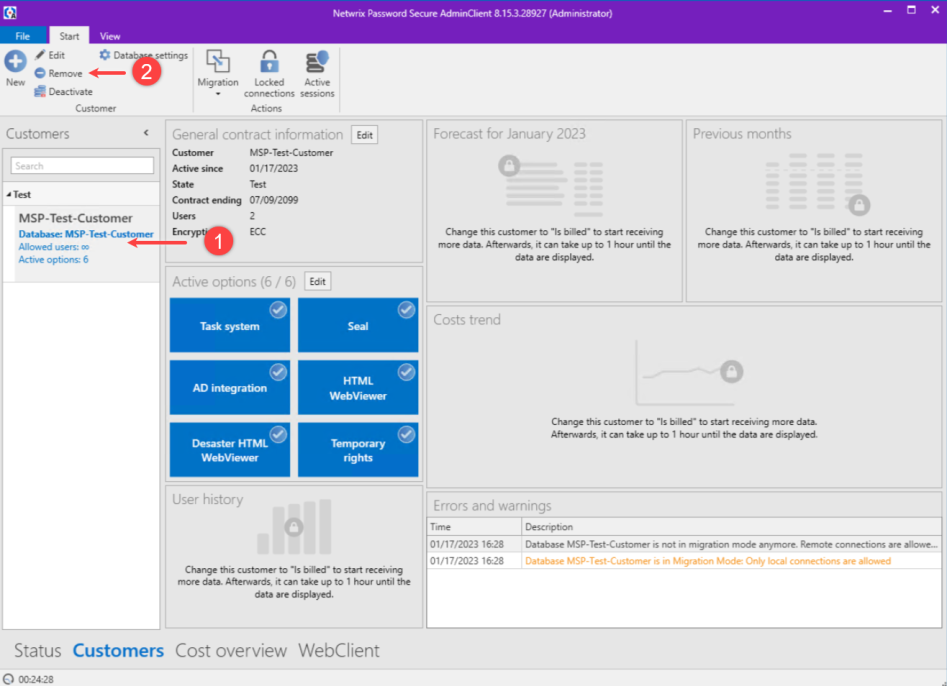 Netwrix Password Secure AdminClient 8.15.3.28927 (Administrator)
File Start View
New
Edit
Remove
Deactivate
Database settings
2
Customer
Migration
Locked
connections
Active
sessions
Actions
Customers
Search
Test
MSP-Test-Customer
Database: MSP-Test-Customer
Allowed users: ∞
Active options: 6
1
General contract information Edit
Customer MSP-Test-Customer
Active since 01/17/2023
State Test
Contract ending 07/09/2099
Users 2
Encryption ECC
Active options (6 / 6) Edit
Task system
Seal
AD integration
HTML
WebViewer
Desaster HTML
WebViewer
Temporary
rights
User history
Change this customer to "Is billed" to start receiving
more data. Afterwards, it can take up to 1 hour until the
data are displayed.
Forecast for January 2023
Change this customer to "Is billed" to start receiving
more data. Afterwards, it can take up to 1 hour until the
data are displayed.
Previous months
Change this customer to "Is billed" to start receiving
more data. Afterwards, it can take up to 1 hour until the
data are displayed.
Costs trend
Change this customer to "Is billed" to start receiving more data.
Afterwards, it can take up to 1 hour until the data are displayed.
Errors and warnings
Time Description
01/17/2023 16:28 Database MSP-Test-Customer is not in migration mode anymore. Remote connections are allowe...
01/17/2023 16:28 Database MSP-Test-Customer is in Migration Mode: Only local connections are allowed
Status Customers Cost overview WebClient
00:24:28